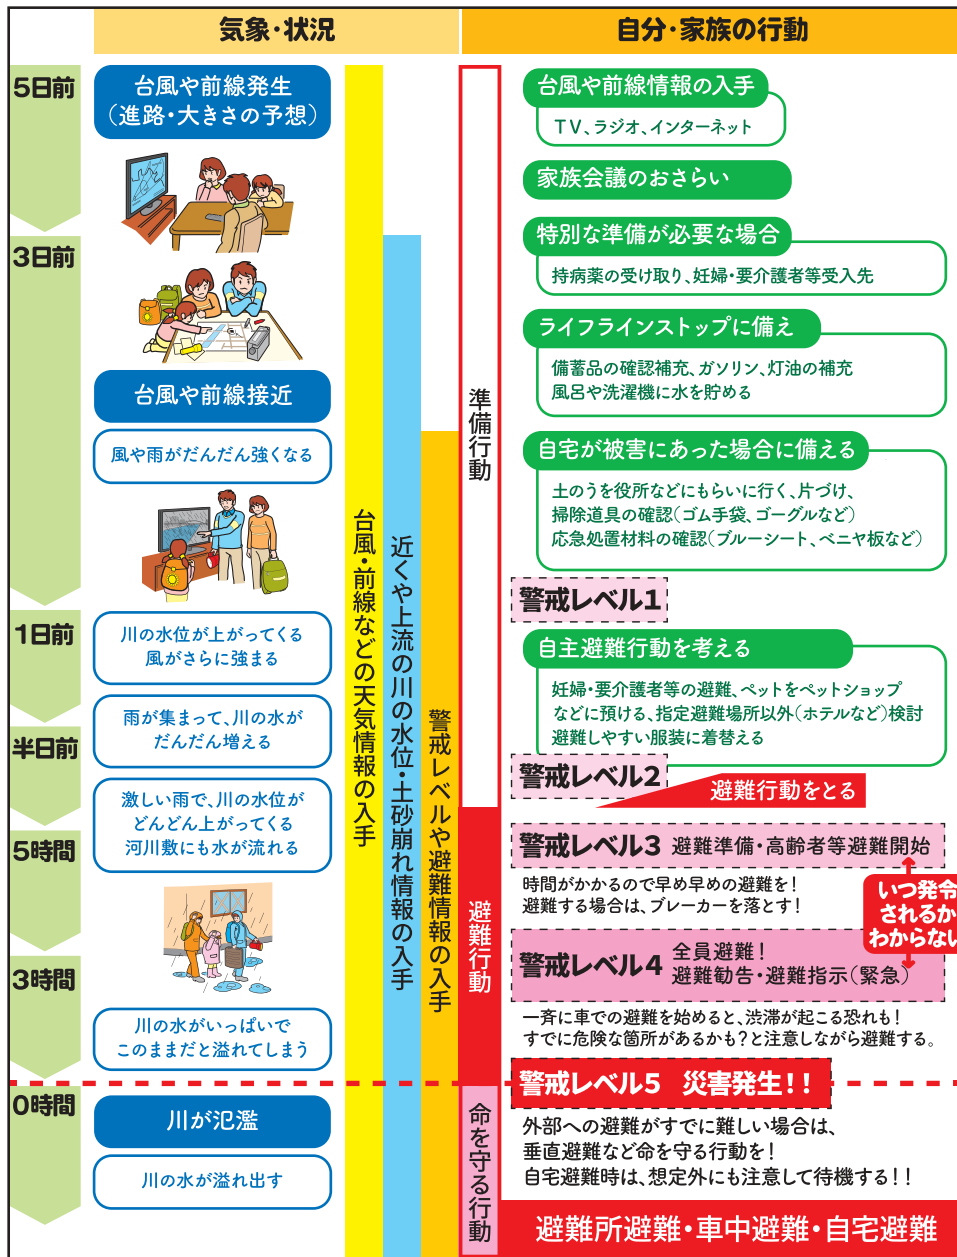 気象・状況
自分・家族の行動
5日前
台風や前線発生
（進路・大きさの予想）
3日前
台風や前線接近
風や雨がだんだん強くなる
1日前
川の水位が上がってくる
風がさらに強まる
雨が集まって、川の水が
だんだん増える
半日前
激しい雨で、川の水位が
どんどん上がってくる
河川敷にも水が流れる
5時間
3時間
川の水がいっぱいで
このままだと溢れてしまう
0時間
川が氾濫
川の水が溢れ出す
台風・前線などの天気情報の入手
近くや上流の川の水位・土砂崩れ情報の入手
警戒レベルや避難情報の入手
準備行動
避難行動
命を守る行動
台風や前線情報の入手
TV、ラジオ、インターネット
家族会議のおさらい
特別な準備が必要な場合
持病薬の受け取り、妊婦・要介護者等受入先
ライフラインストップに備え
備蓄品の確認補充、ガソリン、灯油の補充
風呂や洗濯機に水を貯める
自宅が被害にあった場合に備える
土のうを役所などにもらいに行く、片づけ、
掃除道具の確認（ゴム手袋、ゴーグルなど）
応急処置材料の確認（ブルーシート、ベニヤ板など）
警戒レベル1
自主避難行動を考える
妊婦・要介護者等の避難、ペットをペットショップ
などに預ける、指定避難場所以外（ホテルなど）検討
避難しやすい服装に着替える
警戒レベル2
避難行動をとる
警戒レベル3 避難準備・高齢者等避難開始
時間がかかるので早め早めの避難を！
避難する場合は、ブレーカーを落とす！
いつ発令
されるか
わからない
警戒レベル4 全員避難！
避難勧告・避難指示（緊急）
一斉に車での避難を始めると、渋滞が起こる恐れも！
すでに危険な箇所があるかも？と注意しながら避難する。
警戒レベル5 災害発生！！
外部への避難がすでに難しい場合は、
垂直避難など命を守る行動を！
自宅避難時は、想定外にも注意して待機する！！
避難所避難・車中避難・自宅避難